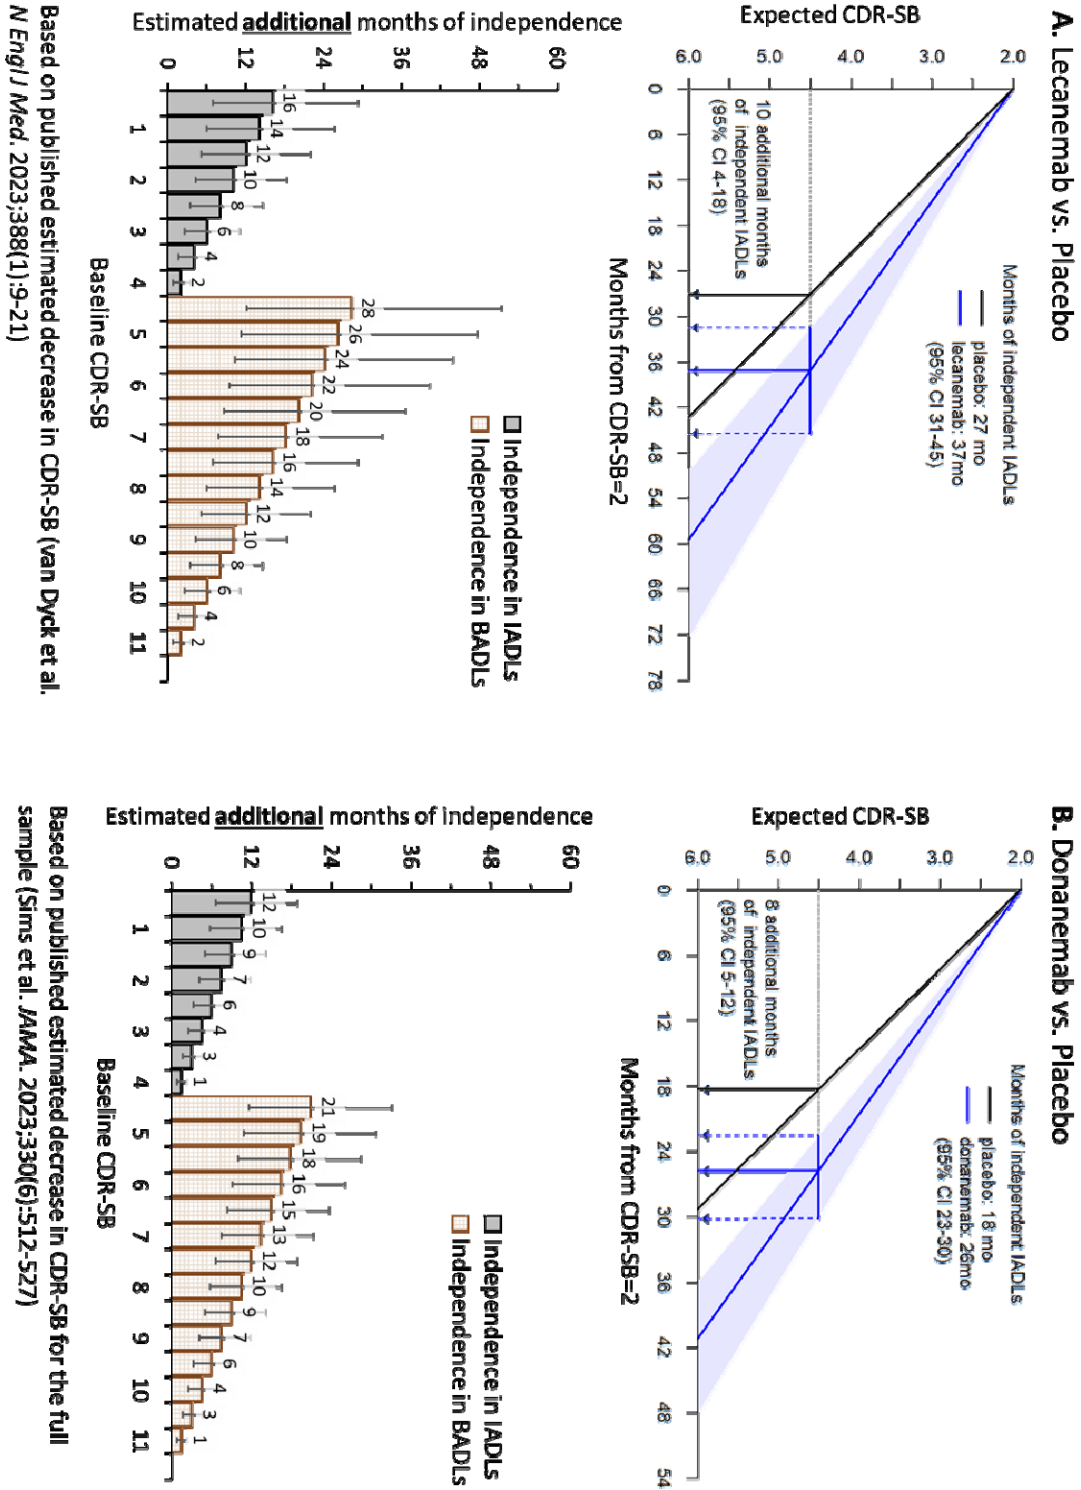 A. Lecanemab vs. Placebo
Expected CDR-SB
2.0
3.0
4.0
5.0
6.0
0 6 12 18 24 30 36 42 48 54 60 66 72 78
Months from CDR-SB=2
Months of independent IADLs
placebo: 27 mo
lecanemab: 37mo
(95% CI 31-45)
10 additional months
of independent IADLs
(95% CI 4-18)
Estimated additional months of independence
60
48
36
24
12
0
16 14 12 10 8 6 4 2 28 26 24 22 20 18 16 14 12 10 8 6 4 2
1 2 3 4 5 6 7 8 9 10 11
Baseline CDR-SB
Independence in IADLs
Independence in BADLs
Based on published estimated decrease in CDR-SB (van Dyck et al.
N Engl J Med. 2023;388(1):9-21)
B. Donanemab vs. Placebo
Expected CDR-SB
2.0
3.0
4.0
5.0
6.0
0 6 12 18 24 30 36 42 48 54
Months from CDR-SB=2
Months of independent IADLs
placebo: 18 mo
donanemab: 26mo
(95% CI 23-30)
8 additional months
of independent IADLs
(95% CI 5-12)
Estimated additional months of independence
60
48
36
24
12
0
12 10 9 7 6 4 3 1 21 19 18 16 15 13 12 10 9 7 6 4 3 1
1 2 3 4 5 6 7 8 9 10 11
Baseline CDR-SB
Independence in IADLs
Independence in BADLs
Based on published estimated decrease in CDR-SB for the full
sample (Sims et al. JAMA. 2023;330(6):512-527)